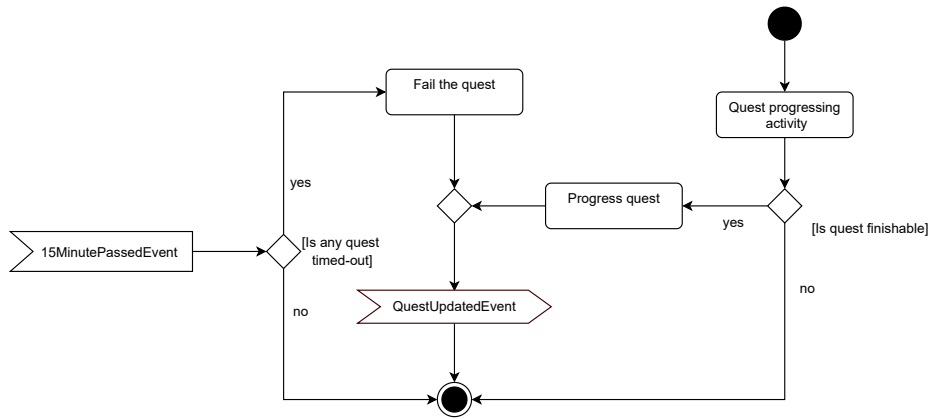 Fail the quest
Quest progressing
activity
yes
Progress quest
yes
[Is quest finishable]
15MinutePassedEvent
[Is any quest
timed-out]
no
QuestUpdatedEvent
no